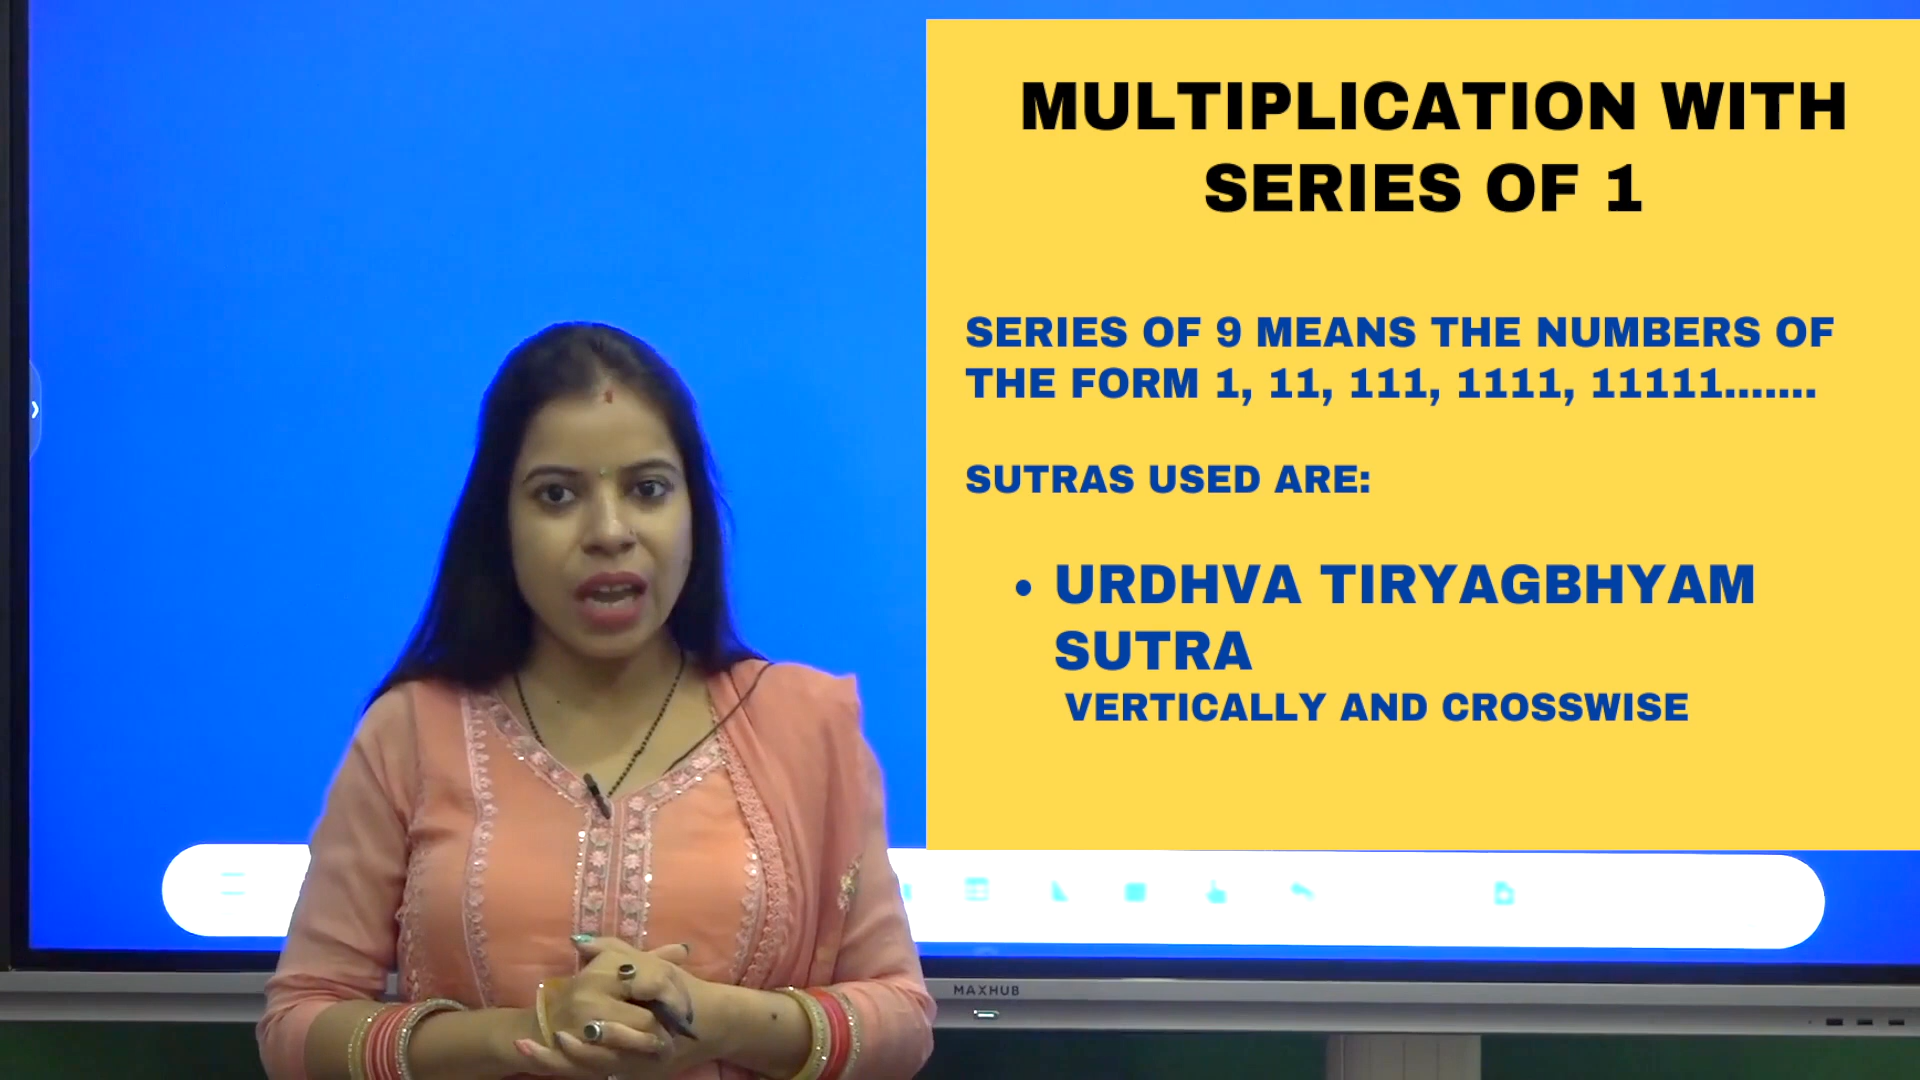 MULTIPLICATION WITH
SERIES OF 1
SERIES OF 9 MEANS THE NUMBERS OF
THE FORM 1, 11, 111, 1111, 11111.......
SUTRAS USED ARE:
• URDHVA TIRYAGBHYAM
SUTRA
VERTICALLY AND CROSSWISE
MAXHUB